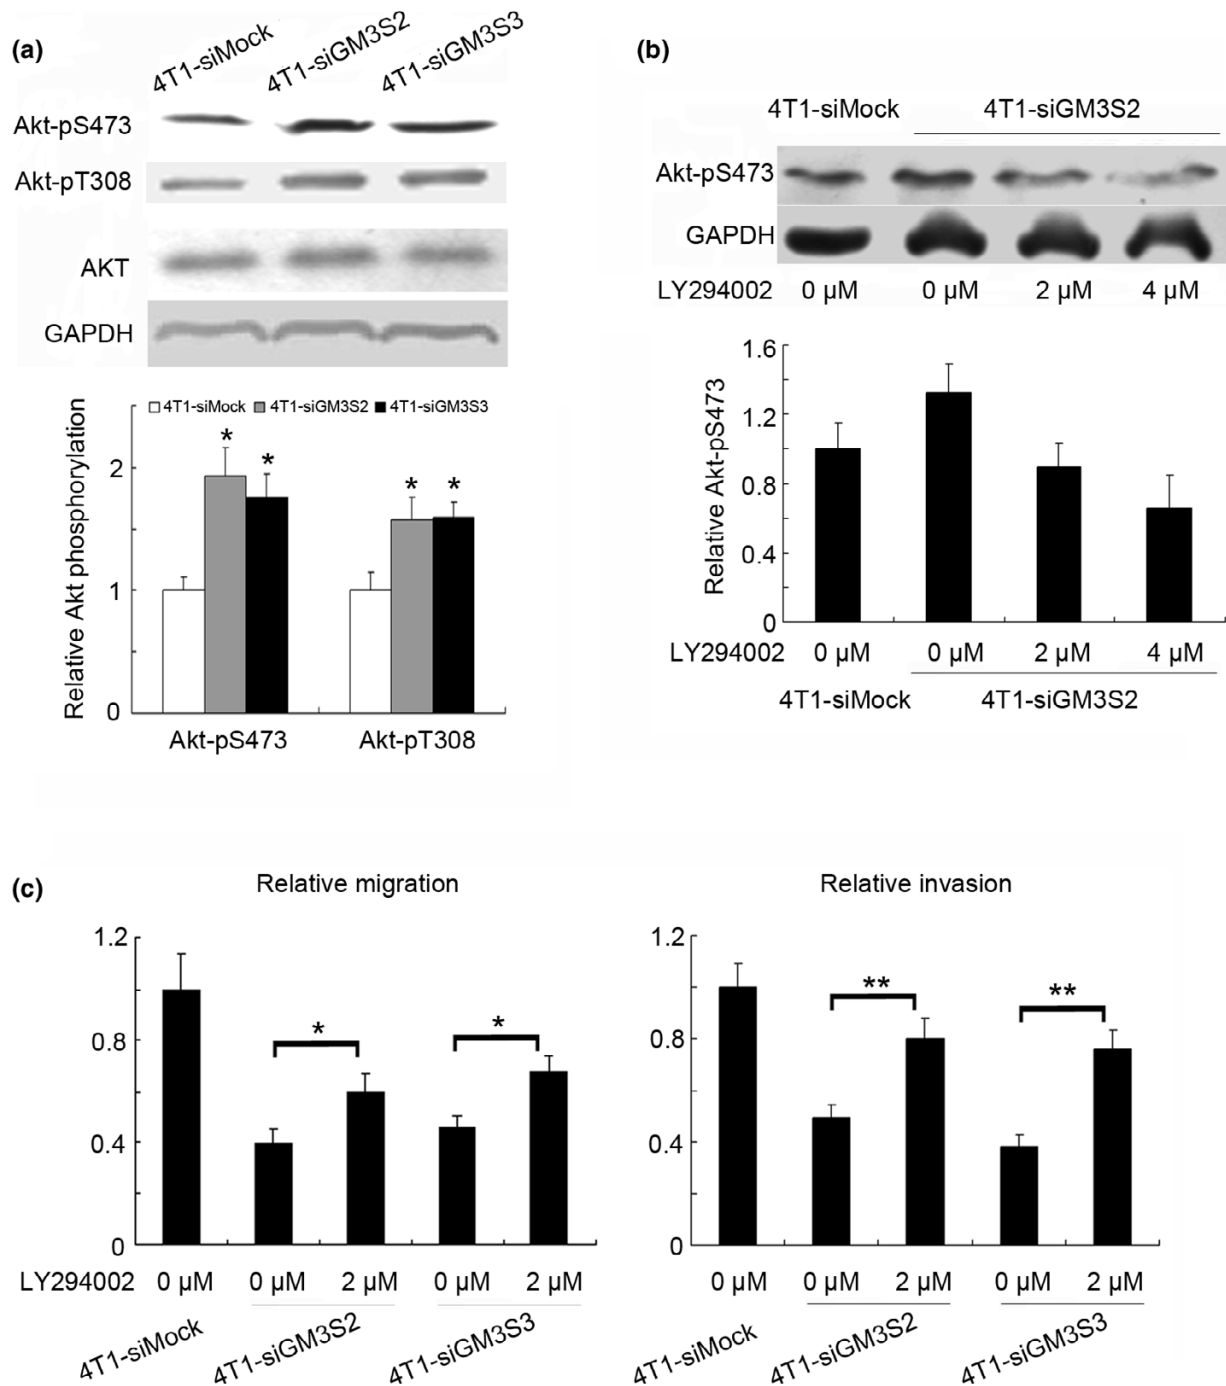 (a)
4T1-siMock
4T1-siGM3S2
4T1-siGM3S3
Akt-pS473
Akt-pT308
AKT
GAPDH
4T1-siMock 4T1-siGM3S2 4T1-siGM3S3
Relative Akt phosphorylation
2
1
0
* * * *
Akt-pS473 Akt-pT308
(b)
4T1-siMock 4T1-siGM3S2
Akt-pS473
GAPDH
LY294002 0 µM 0 µM 2 µM 4 µM
Relative Akt-pS473
1.6
1.2
0.8
0.4
0
LY294002 0 µM 0 µM 2 µM 4 µM
4T1-siMock 4T1-siGM3S2
(c)
Relative migration
1.2
0.8
0.4
0
* *
LY294002 0 µM 0 µM 2 µM 0 µM 2 µM
4T1-siMock 4T1-siGM3S2 4T1-siGM3S3
Relative invasion
1.2
0.8
0.4
0
** **
0 µM 0 µM 2 µM 0 µM 2 µM
4T1-siMock 4T1-siGM3S2 4T1-siGM3S3